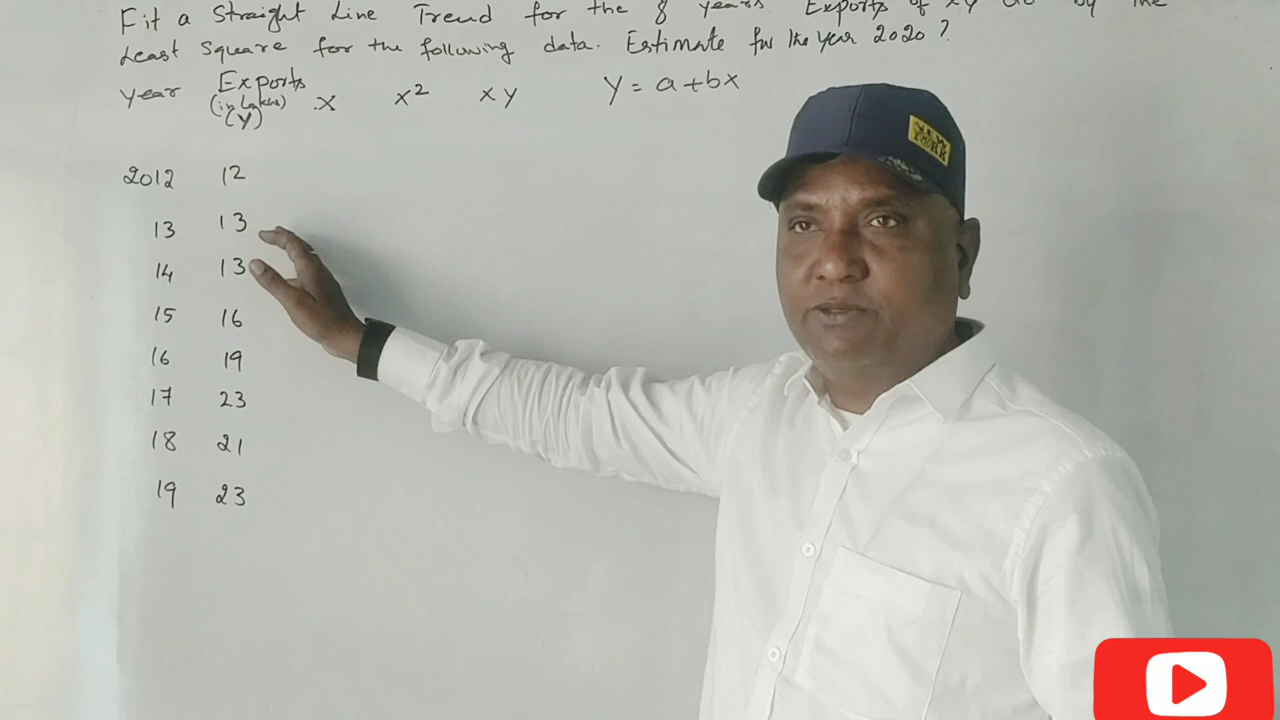 Fit a Straight Line Trend for the 8 years Exports of xy by the
Least Square for the following data. Estimate for the year 2020?
year Exports (in Lakhs) (Y) x x² xy Y = a + bx
2012 12
13 13
14 13
15 16
16 19
17 23
18 21
19 23
NEW YORK